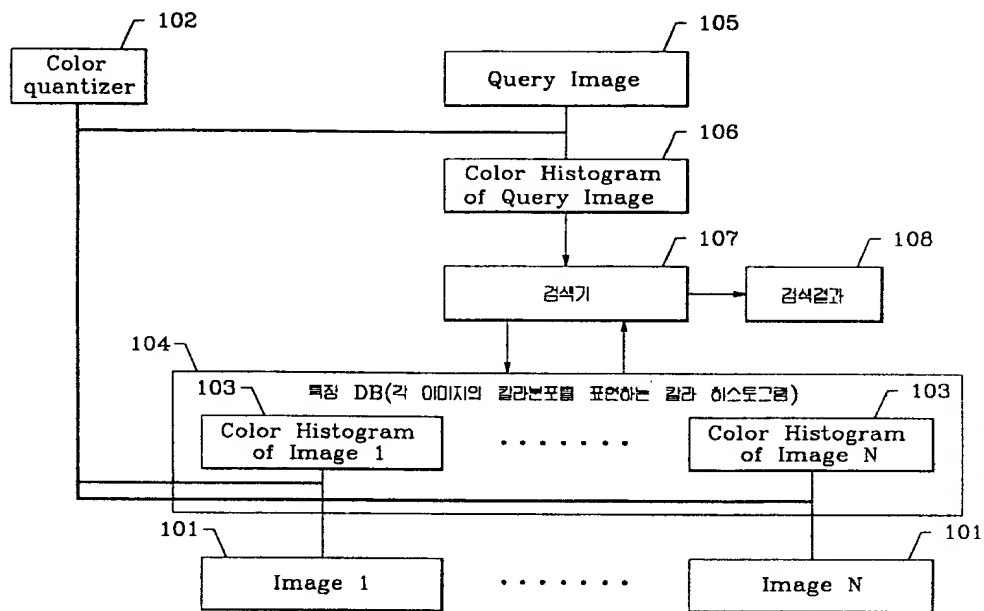 102
Color
quantizer
105
Query Image
106
Color Histogram
of Query Image
107
검색기
108
검색결과
104
특징 DB(각 이미지의 칼라분포를 표현하는 칼라 히스토그램)
103
Color Histogram
of Image 1
. . . . . . .
103
Color Histogram
of Image N
101
Image 1
. . . . . . .
101
Image N